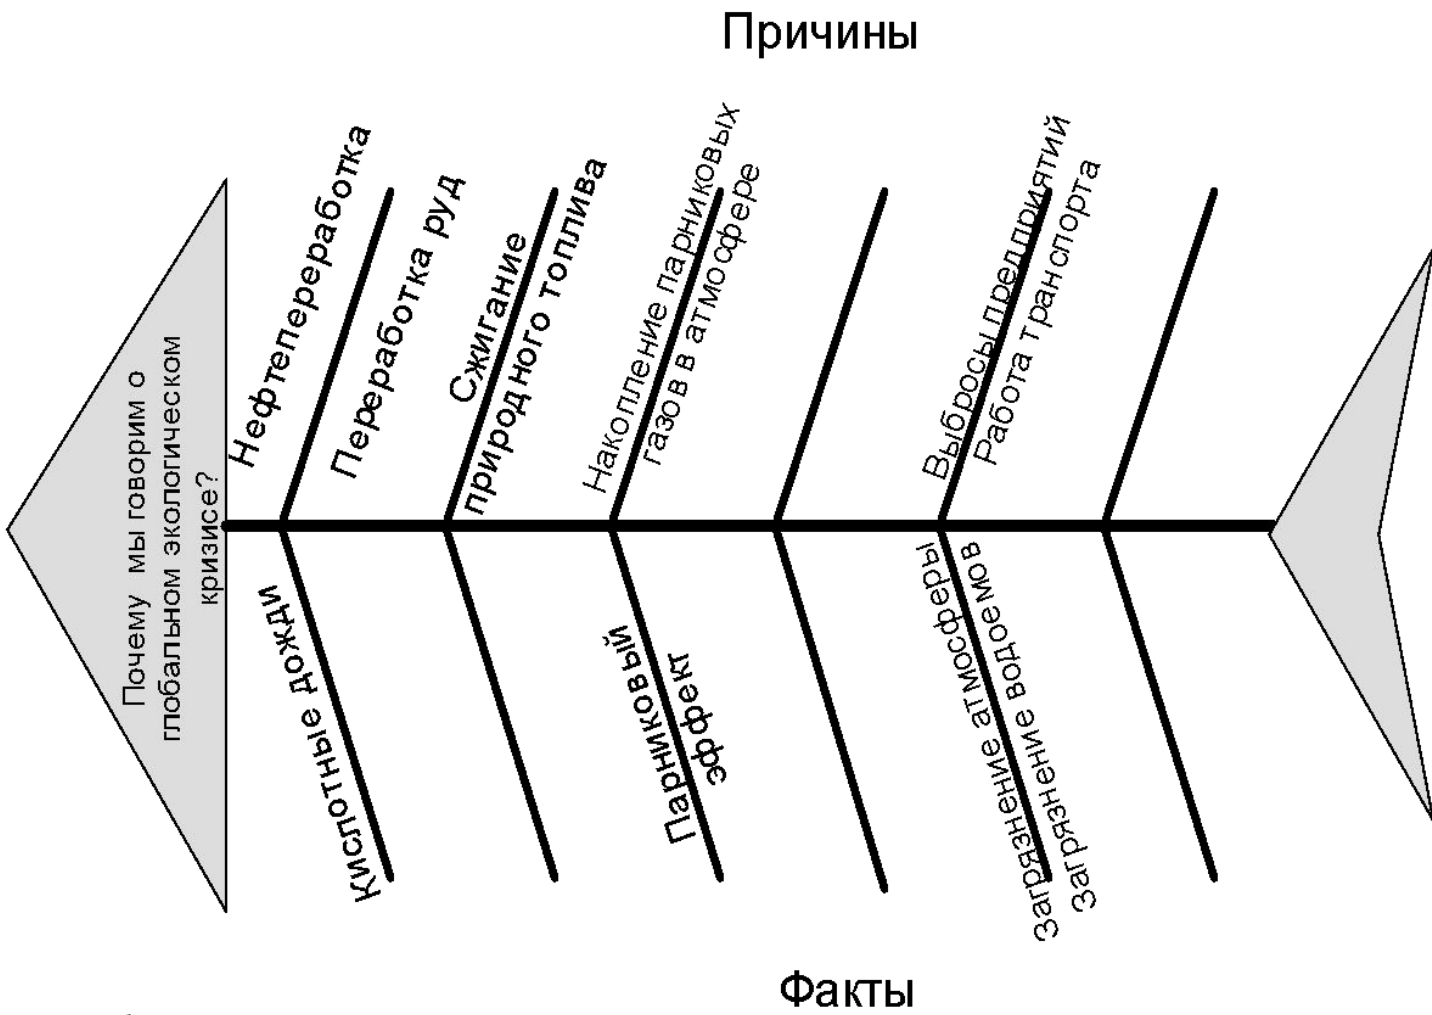 Причины
Почему мы говорим о
глобальном экологическом
кризисе?
Нефтепереработка
Переработка руд
Сжигание
природного топлива
Накопление парниковых
газов в атмосфере
Выбросы предприятий
Работа транспорта
Кислотные дожди
Парниковый
эффект
Загрязнение атмосферы
Загрязнение водоемов
Факты